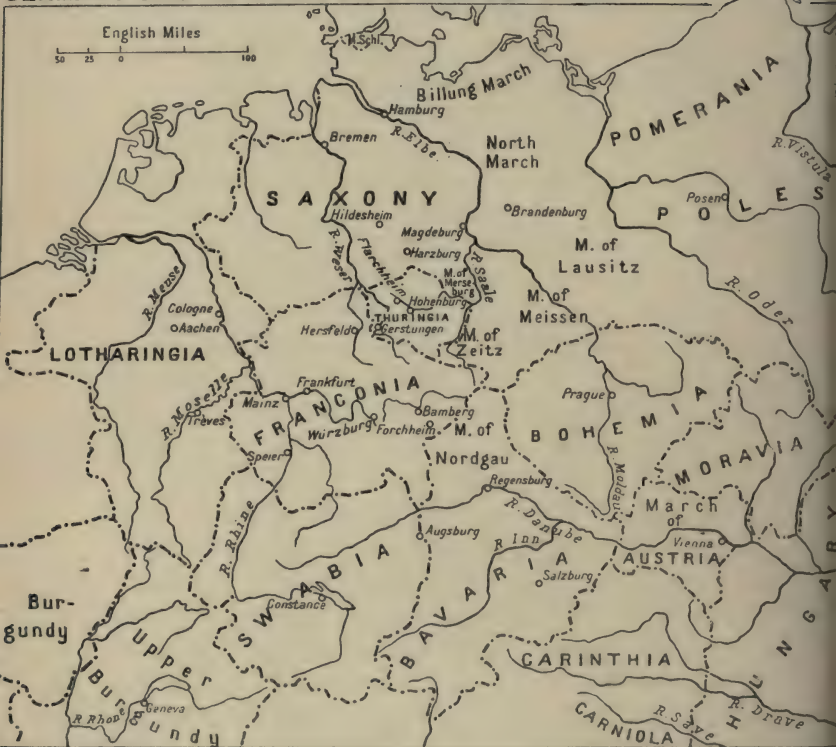 English Miles
50 25 0 100
M. Schl.
Billung March
Hamburg
R. Elbe
Bremen
North
March
POMERANIA
R. Vistula
SAXONY
Hildesheim
Magdeburg
Harzburg
R. Weser
Flarchheim
Hohenburg
M. of
Merse-
burg
R. Saale
Brandenburg
M. of
Lausitz
Posen
POLES
R. Oder
M. of
Meissen
M. of
Zeitz
THURINGIA
Gerstungen
Hersfeld
R. Meuse
Cologne
Aachen
LOTHARINGIA
R. Moselle
Treves
Mainz
Frankfurt
FRANCONIA
Würzburg
Bamberg
Forchheim
M. of
Nordgau
Speier
Prague
BOHEMIA
R. Moldau
MORAVIA
Regensburg
R. Danube
March
of
AUSTRIA
Vienna
R. Rhine
Augsburg
R Inn
SWABIA
BAVARIA
Salzburg
Constance
Bur-
gundy
Upper
Burgundy
Geneva
R Rhone
CARINTHIA
CARNIOLA
R. Save
R. Drave
HUNGARY